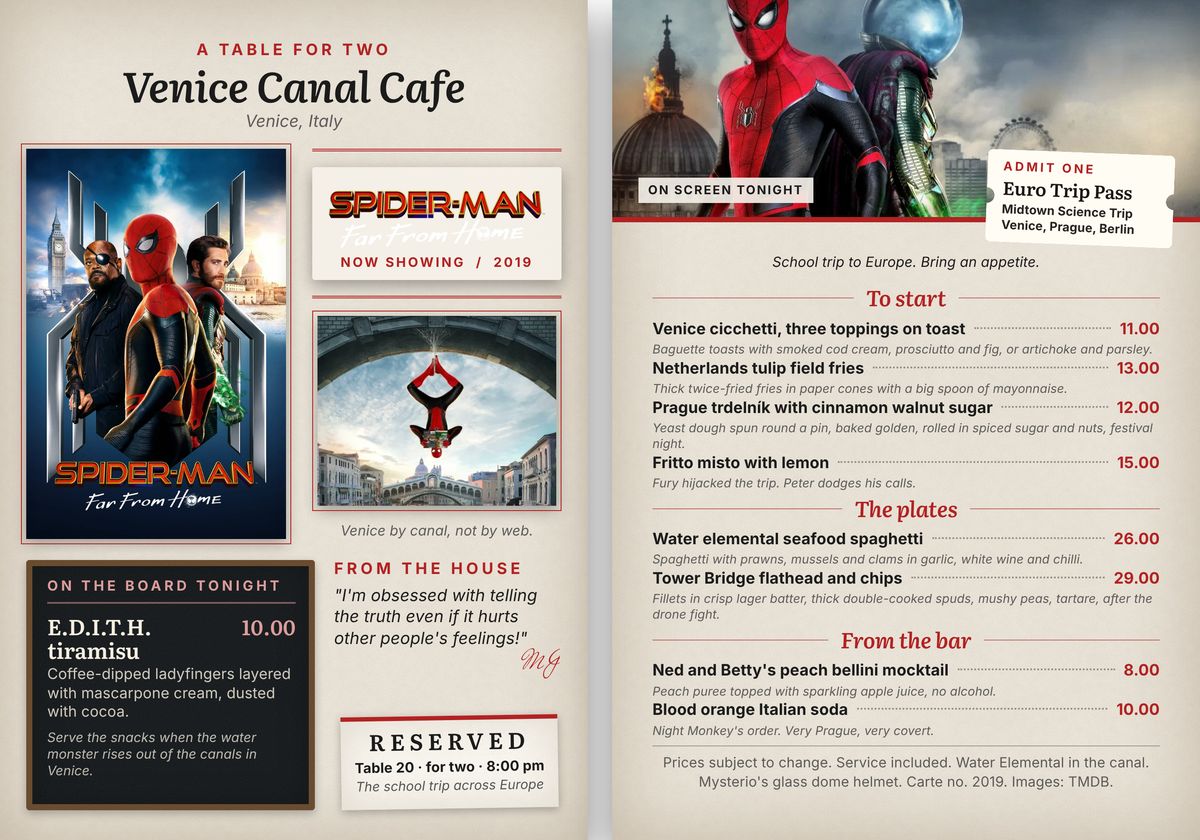 A TABLE FOR TWO
Venice Canal Cafe
Venice, Italy
SPIDER-MAN
Far From Home
SPIDER-MAN
Far From Home
NOW SHOWING / 2019
Venice by canal, not by web.
ON THE BOARD TONIGHT
E.D.I.T.H. 10.00
tiramisu
Coffee-dipped ladyfingers layered
with mascarpone cream, dusted
with cocoa.
Serve the snacks when the water
monster rises out of the canals in
Venice.
FROM THE HOUSE
"I'm obsessed with telling
the truth even if it hurts
other people's feelings!"
MG
RESERVED
Table 20 · for two · 8:00 pm
The school trip across Europe
ON SCREEN TONIGHT
ADMIT ONE
Euro Trip Pass
Midtown Science Trip
Venice, Prague, Berlin
School trip to Europe. Bring an appetite.
To start
Venice cicchetti, three toppings on toast 11.00
Baguette toasts with smoked cod cream, prosciutto and fig, or artichoke and parsley.
Netherlands tulip field fries 13.00
Thick twice-fried fries in paper cones with a big spoon of mayonnaise.
Prague trdelník with cinnamon walnut sugar 12.00
Yeast dough spun round a pin, baked golden, rolled in spiced sugar and nuts, festival
night.
Fritto misto with lemon 15.00
Fury hijacked the trip. Peter dodges his calls.
The plates
Water elemental seafood spaghetti 26.00
Spaghetti with prawns, mussels and clams in garlic, white wine and chilli.
Tower Bridge flathead and chips 29.00
Fillets in crisp lager batter, thick double-cooked spuds, mushy peas, tartare, after the
drone fight.
From the bar
Ned and Betty's peach bellini mocktail 8.00
Peach puree topped with sparkling apple juice, no alcohol.
Blood orange Italian soda 10.00
Night Monkey's order. Very Prague, very covert.
Prices subject to change. Service included. Water Elemental in the canal.
Mysterio's glass dome helmet. Carte no. 2019. Images: TMDB.